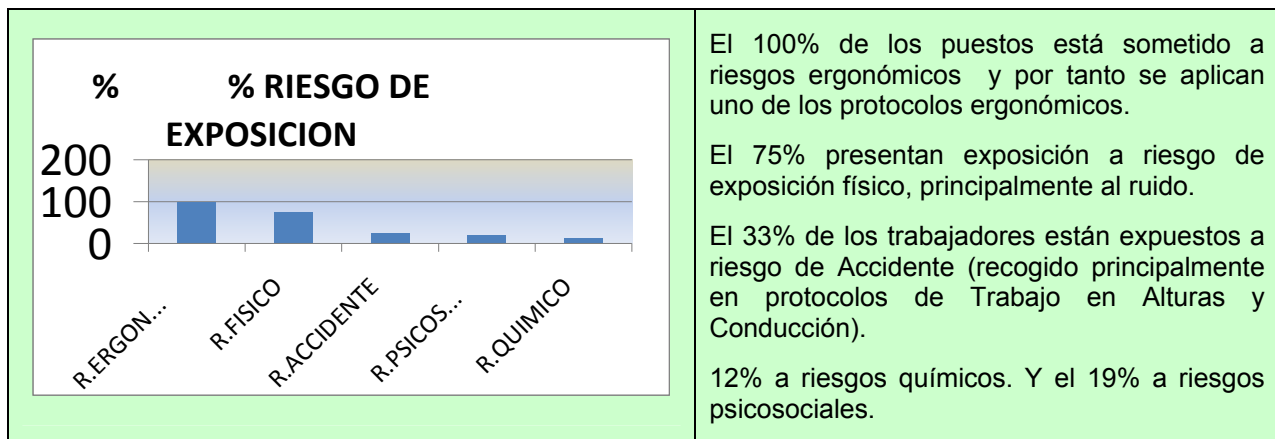 % % RIESGO DE
EXPOSICION
200
100
0
R.ERGON...
R.FISICO
R.ACCIDENTE
R.PSICOS...
R.QUIMICO
El 100% de los puestos está sometido a
riesgos ergonómicos y por tanto se aplican
uno de los protocolos ergonómicos.
El 75% presentan exposición a riesgo de
exposición físico, principalmente al ruido.
El 33% de los trabajadores están expuestos a
riesgo de Accidente (recogido principalmente
en protocolos de Trabajo en Alturas y
Conducción).
12% a riesgos químicos. Y el 19% a riesgos
psicosociales.